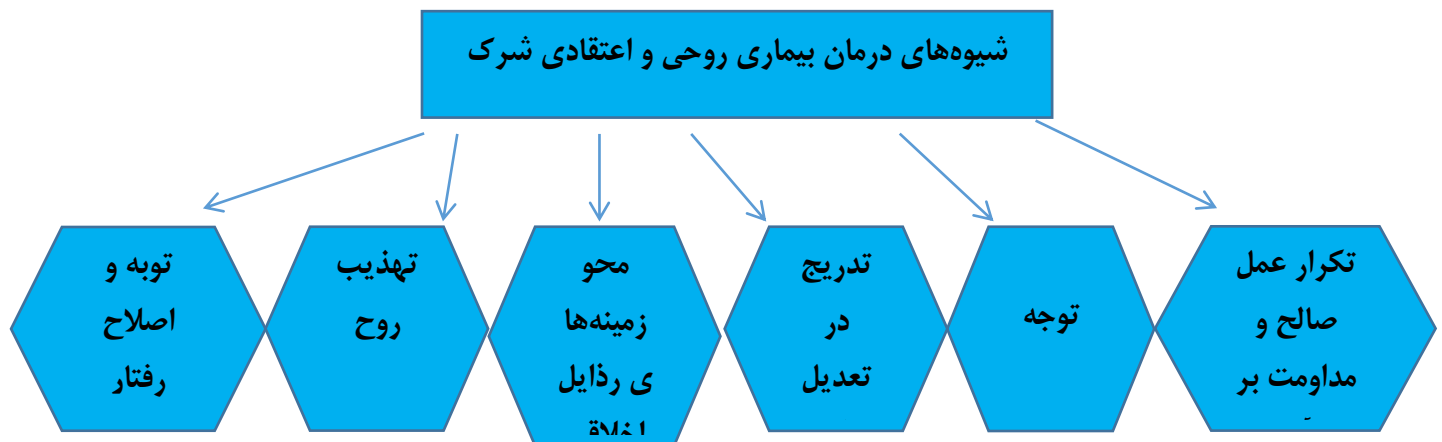 شیوه‌های درمان بیماری روحی و اعتقادی شرک
تکرار عمل
صالح و
مداومت بر
توجه
تدریج
در
تعدیل
محو
زمینه‌ها
ی رذایل
اخلاقی
تهذیب
روح
توبه و
اصلاح
رفتار